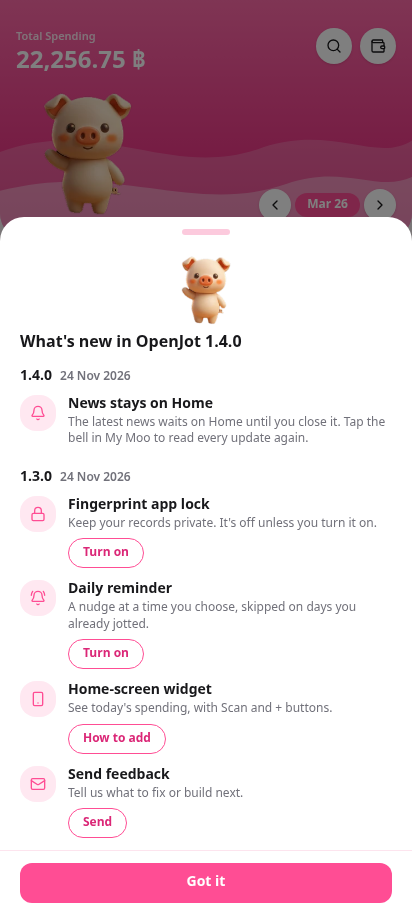 Total Spending
22,256.75 ฿
Mar 26
What's new in OpenJot 1.4.0
1.4.0 24 Nov 2026
News stays on Home
The latest news waits on Home until you close it. Tap the
bell in My Moo to read every update again.
1.3.0 24 Nov 2026
Fingerprint app lock
Keep your records private. It's off unless you turn it on.
Turn on
Daily reminder
A nudge at a time you choose, skipped on days you
already jotted.
Turn on
Home-screen widget
See today's spending, with Scan and + buttons.
How to add
Send feedback
Tell us what to fix or build next.
Send
Got it